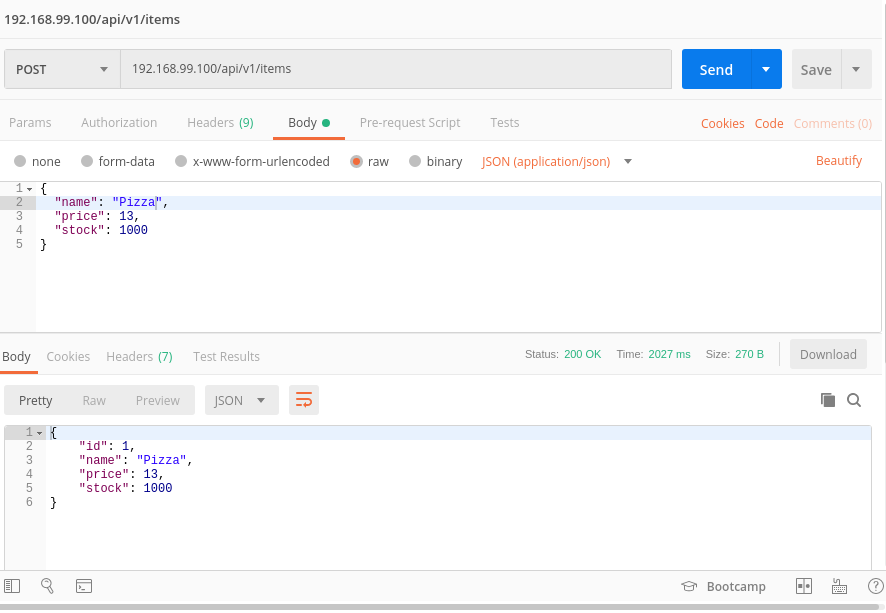 192.168.99.100/api/v1/items
POST 192.168.99.100/api/v1/items Send Save
Params Authorization Headers (9) Body Pre-request Script Tests Cookies Code Comments (0)
none form-data x-www-form-urlencoded raw binary JSON (application/json) Beautify
1 {
2 "name": "Pizza",
3 "price": 13,
4 "stock": 1000
5 }
Body Cookies Headers (7) Test Results Status: 200 OK Time: 2027 ms Size: 270 B Download
Pretty Raw Preview JSON
1 {
2 "id": 1,
3 "name": "Pizza",
4 "price": 13,
5 "stock": 1000
6 }
Bootcamp ?